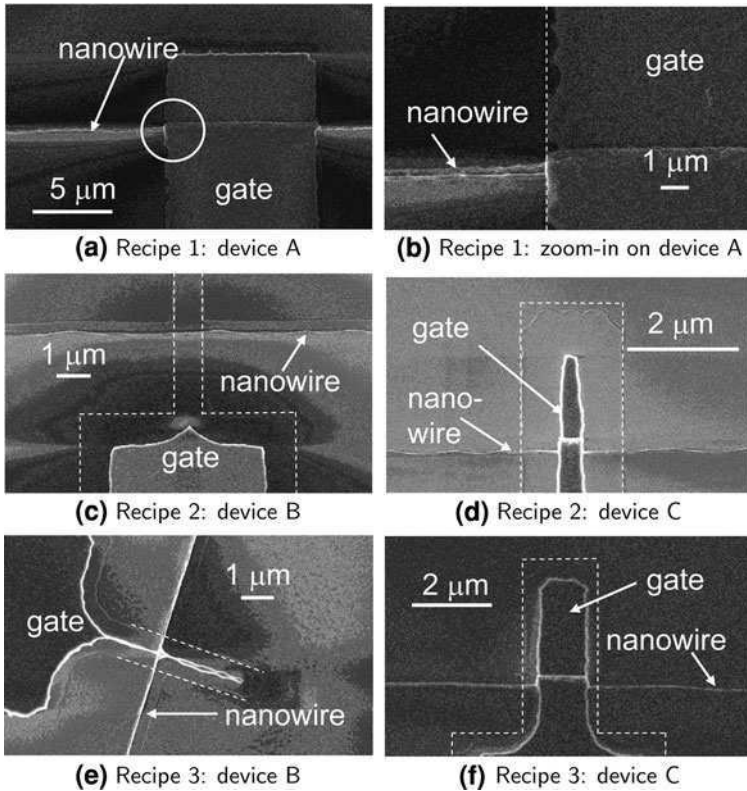 nanowire
5 μm
gate
(a) Recipe 1: device A
gate
nanowire
1 μm
(b) Recipe 1: zoom-in on device A
1 μm
nanowire
gate
(c) Recipe 2: device B
gate
2 μm
nano-
wire
(d) Recipe 2: device C
1 μm
gate
nanowire
(e) Recipe 3: device B
2 μm
gate
nanowire
(f) Recipe 3: device C